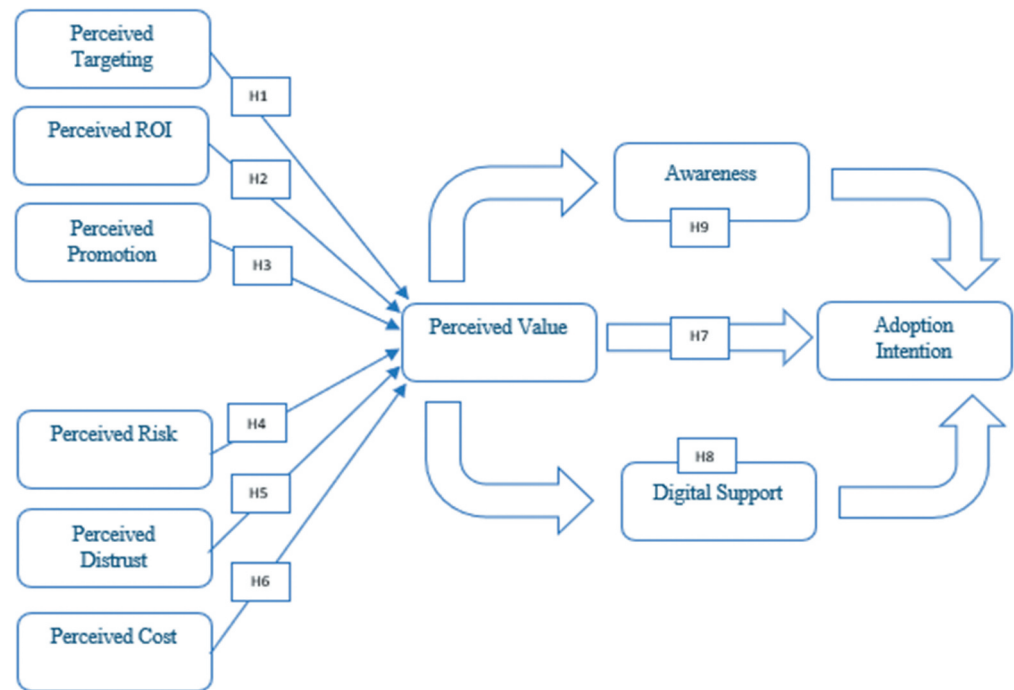 Perceived
Targeting
H1
Perceived ROI
H2
Perceived
Promotion
H3
Perceived Risk
H4
Perceived
Distrust
H5
Perceived Cost
H6
Perceived Value
Awareness
H9
H7
H8
Digital Support
Adoption
Intention